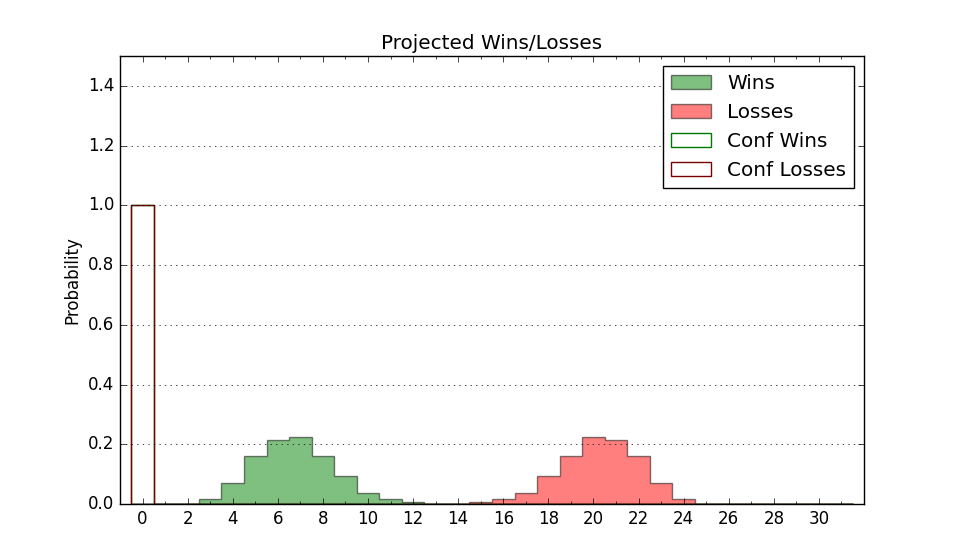 Projected Wins/Losses
1.4
1.2
1.0
0.8
0.6
0.4
0.2
0.0
Probability
Wins
Losses
Conf Wins
Conf Losses
0 2 4 6 8 10 12 14 16 18 20 22 24 26 28 30